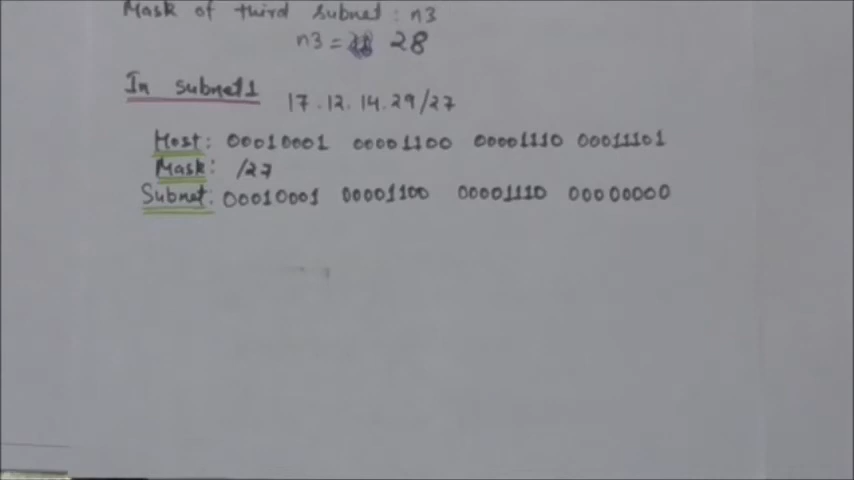 Mask of third subnet: n3
n3 = 28
In subnet1 17.12.14.29/27
Host: 00010001 00001100 00001110 00011101
Mask: /27
Subnet: 00010001 00001100 00001110 00000000